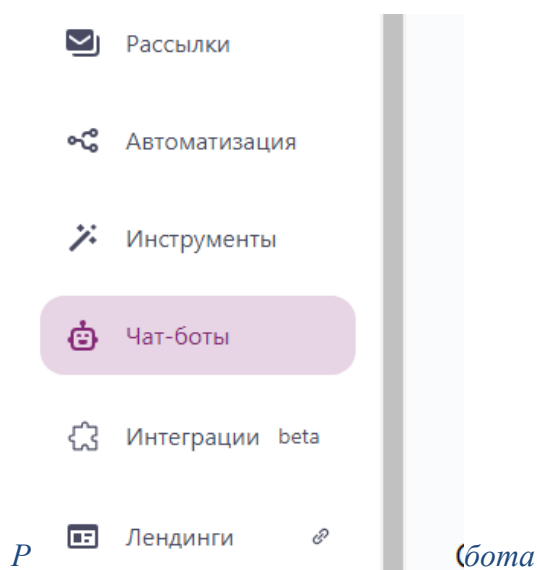 Рассылки
Автоматизация
Инструменты
Чат-боты
Интеграции beta
Лендинги
Р бота